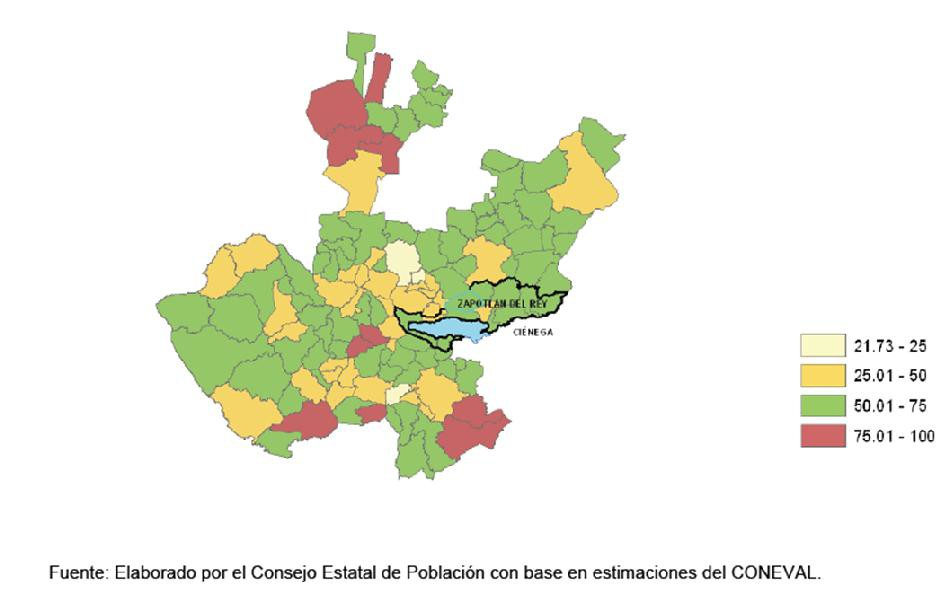 ZAPOTLAN DEL REY
CIÉNEGA
21.73 - 25
25.01 - 50
50.01 - 75
75.01 - 100
Fuente: Elaborado por el Consejo Estatal de Población con base en estimaciones del CONEVAL.